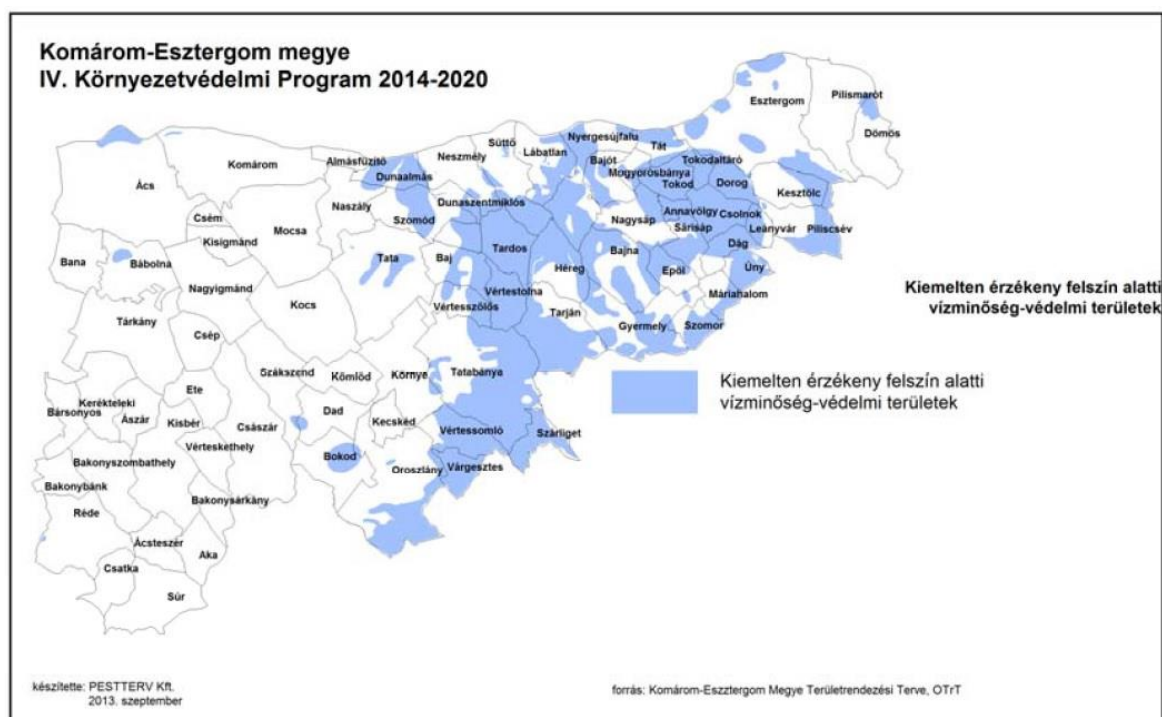 Komárom-Esztergom megye
IV. Környezetvédelmi Program 2014-2020
Esztergom
Pilismarót
Dömös
Komárom
Almásfüzitő
Neszmély
Süttő
Lábatlan
Nyergesújfalu
Tát
Bajót
Tokodaltáró
Mogyorósbánya
Tokod
Dorog
Kesztölc
Ács
Dunaalmás
Naszály
Szomód
Dunaszentmiklós
Nagysáp
Annavölgy
Csolnok
Sárisáp
Leányvár
Piliscsév
Csém
Mocsa
Kisigmánd
Tardos
Bajna
Dág
Bana
Bábolna
Tata
Baj
Héreg
Epöl
Úny
Nagyigmánd
Kocs
Vértesszőlős
Vértestolna
Máriahalom
Tarján
Gyermely
Szomor
Tárkány
Csép
Szákszend
Kömlőd
Környe
Tatabánya
Kerékteleki
Ete
Bársonyos
Ászár
Kisbér
Császár
Dad
Kecskéd
Vértessomló
Szárliget
Vérteskethely
Bakonyszombathely
Bokod
Oroszlány
Várgesztes
Bakonybánk
Bakonysárkány
Réde
Ácsteszér
Aka
Csatka
Súr
Kiemelten érzékeny felszín alatti
vízminőség-védelmi területek
Kiemelten érzékeny felszín alatti
vízminőség-védelmi területek
készítette: PESTTERV Kft.
2013. szeptember
forrás: Komárom-Eszztergom Megye Területrendezési Terve, OTrT